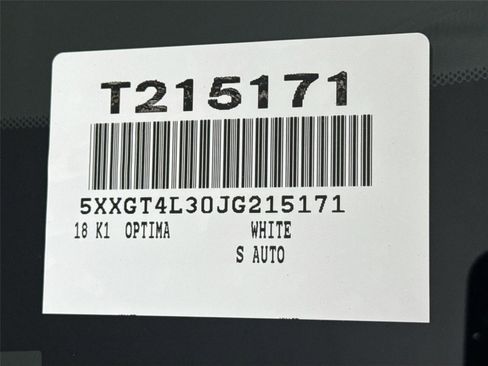 T215171
5XXGT4L30JG215171
18 K1 OPTIMA WHITE
S AUTO